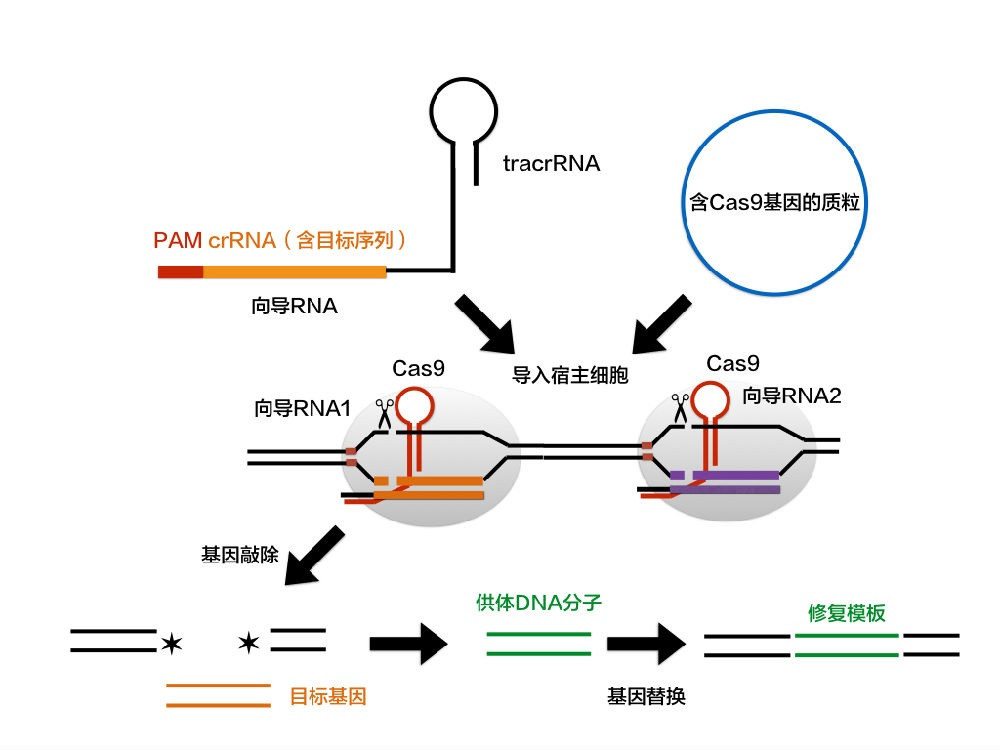 tracrRNA
含Cas9基因的质粒
PAM crRNA（含目标序列）
向导RNA
导入宿主细胞
Cas9
Cas9
向导RNA1
向导RNA2
基因敲除
供体DNA分子
修复模板
目标基因
基因替换